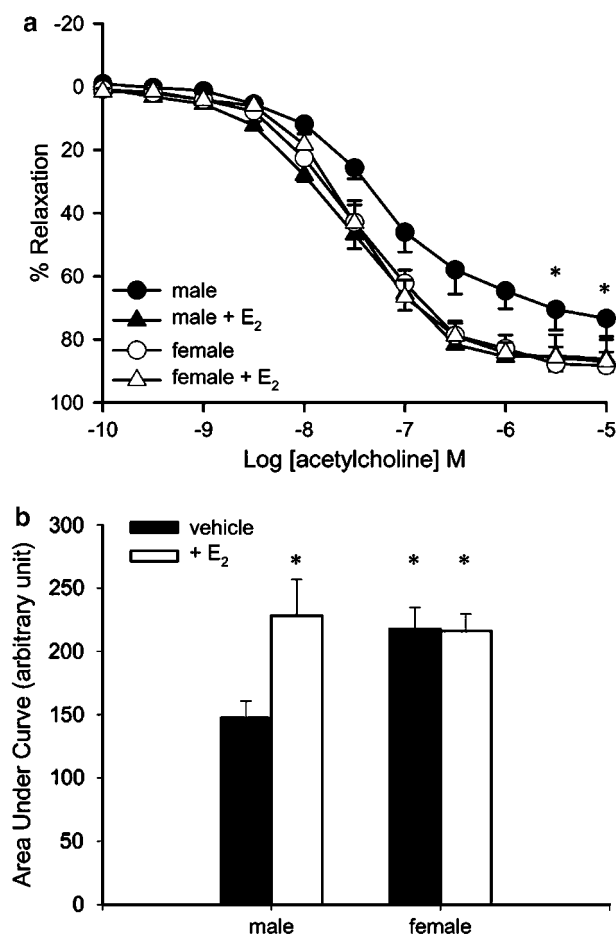 a
-20
0
20
40
60
80
100
% Relaxation
male
male + E2
female
female + E2
* *
-10 -9 -8 -7 -6 -5
Log [acetylcholine] M
b
vehicle
+ E2
300
250
200
150
100
50
0
Area Under Curve (arbitrary unit)
* * *
male female